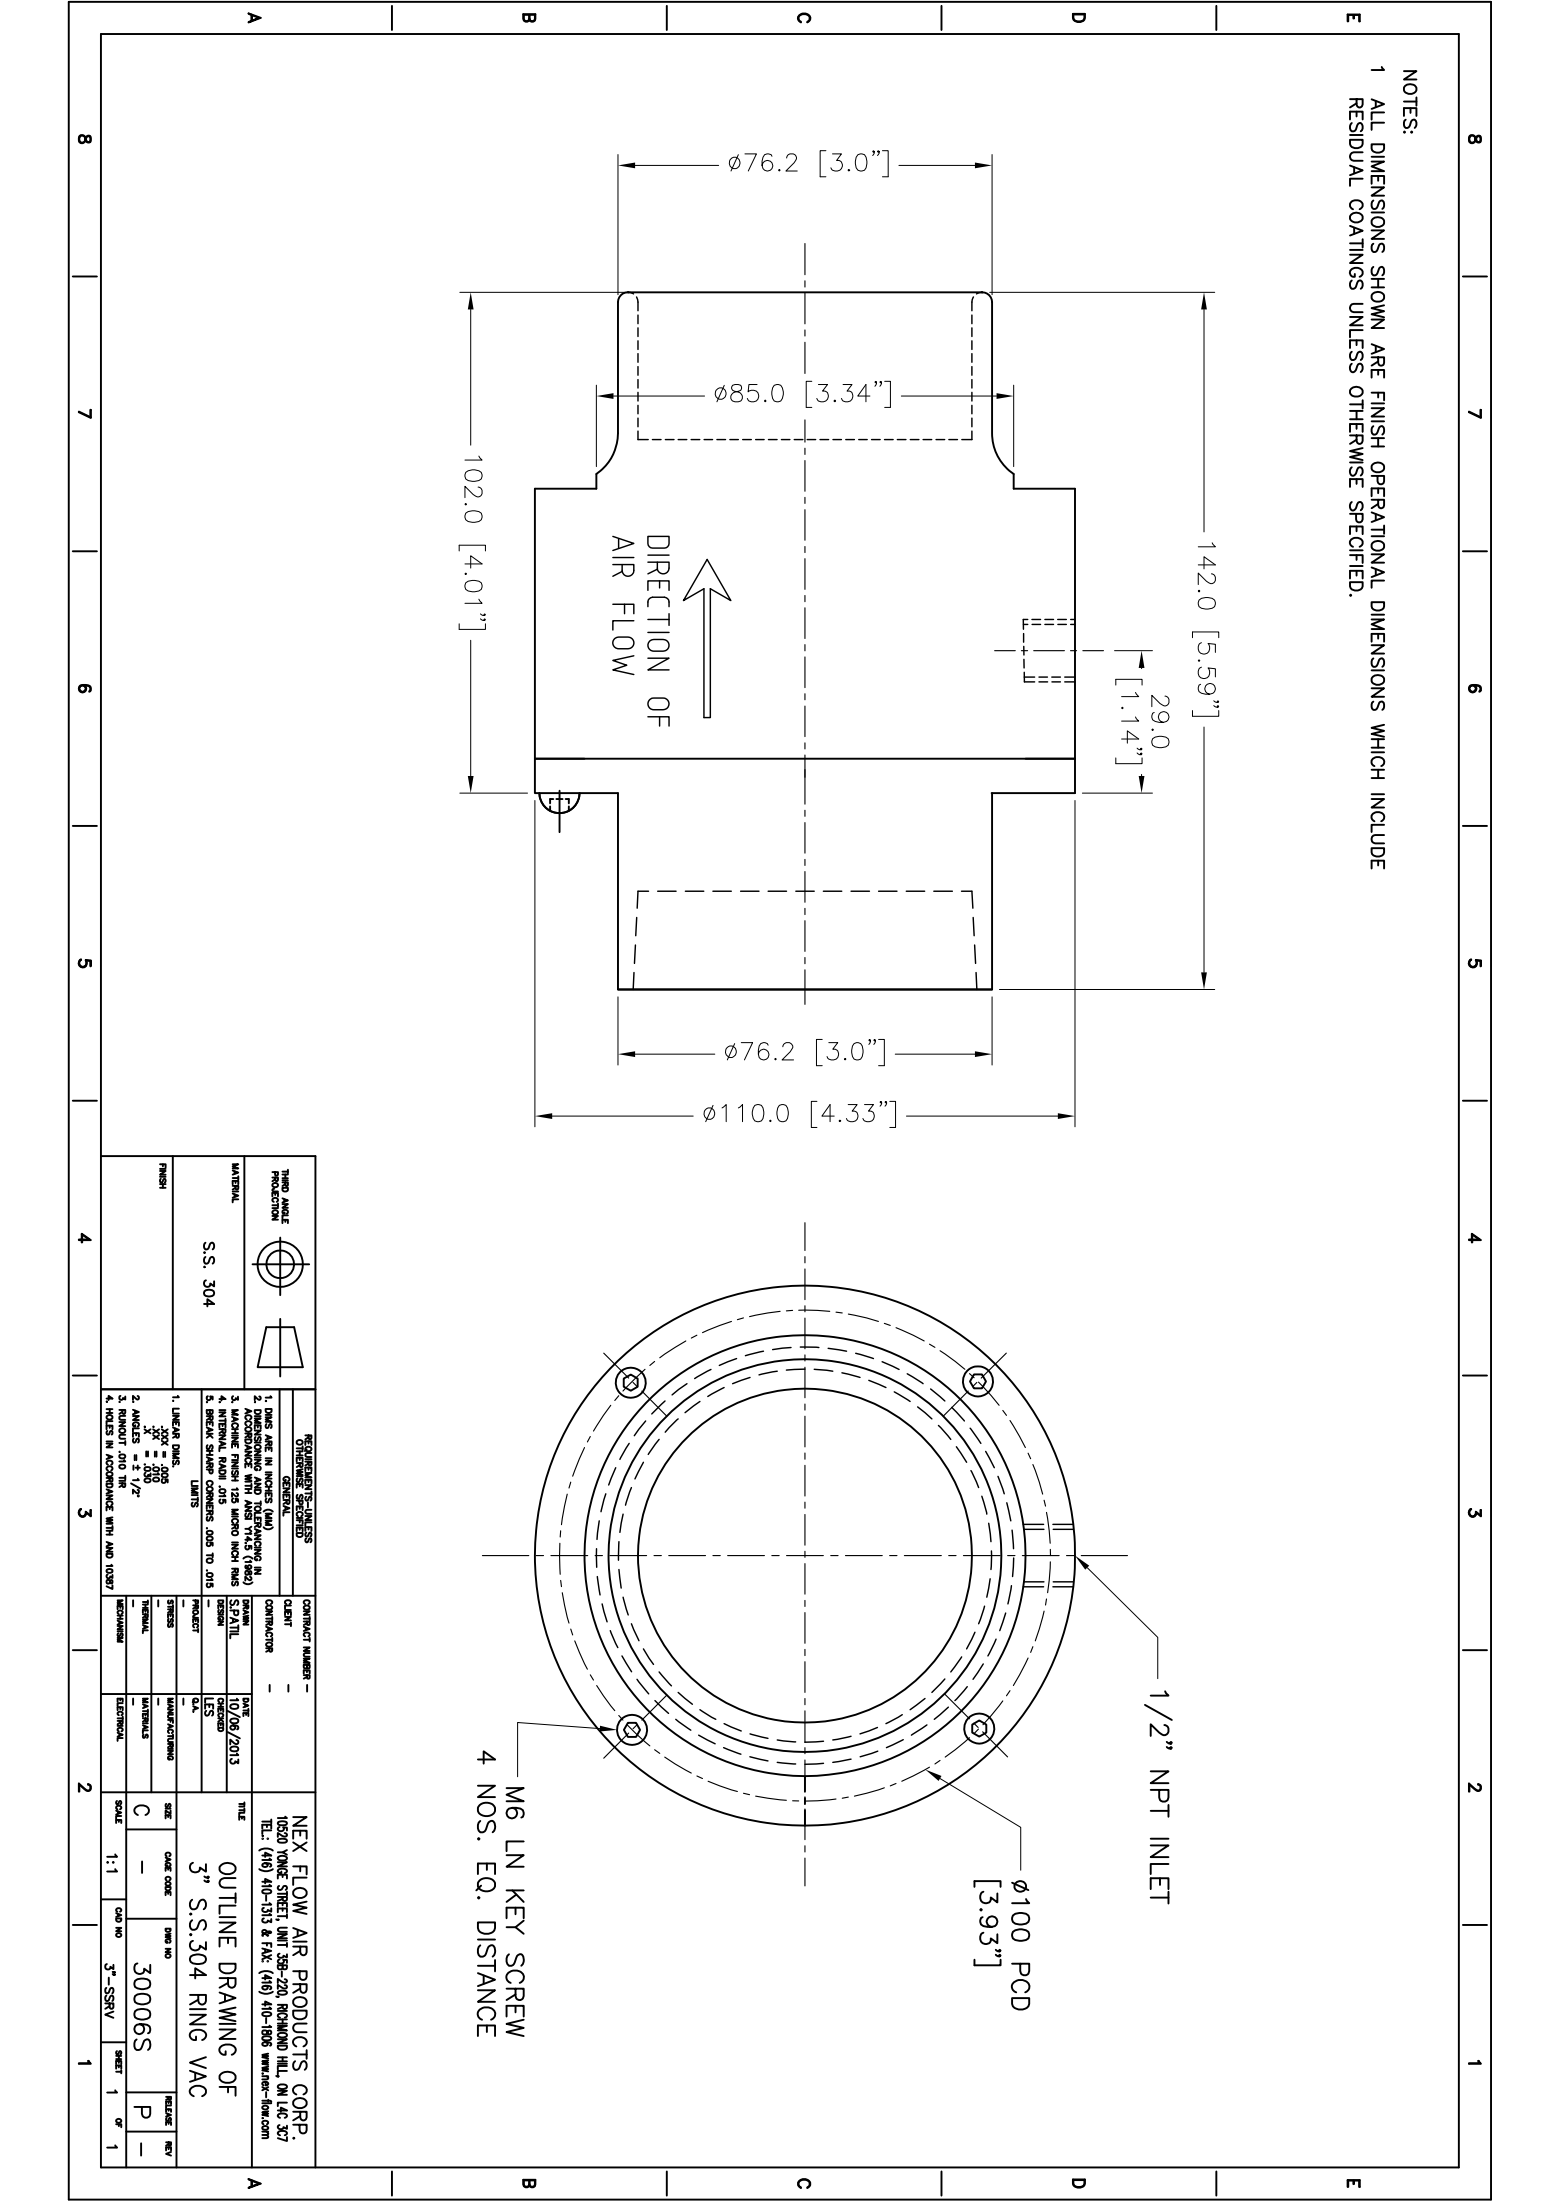 NOTES:
1 ALL DIMENSIONS SHOWN ARE FINISH OPERATIONAL DIMENSIONS WHICH INCLUDE
RESIDUAL COATINGS UNLESS OTHERWISE SPECIFIED.
8 7 6 5 4 3 2 1
E
D
C
B
A
E
D
C
B
A
8 7 6 5 4 3 2 1
142.0 [5.59"]
29.0
[1.14"]
ø76.2 [3.0"]
ø85.0 [3.34"]
DIRECTION OF
AIR FLOW
102.0 [4.01"]
ø76.2 [3.0"]
ø110.0 [4.33"]
1/2" NPT INLET
ø100 PCD
[3.93"]
M6 LN KEY SCREW
4 NOS. EQ. DISTANCE
THIRD ANGLE
PROJECTION
MATERIAL
S.S. 304
FINISH
REQUIREMENTS-UNLESS
OTHERWISE SPECIFIED
GENERAL
1. DIMS ARE IN INCHES (MM)
2. DIMENSIONING AND TOLERANCING IN
ACCORDANCE WITH ANSI Y14.5 (1982)
3. MACHINE FINISH 125 MICRO INCH RMS
4. INTERNAL RADII .015
5. BREAK SHARP CORNERS .005 TO .015
LIMITS
1. LINEAR DIMS.
.XXX = .005
.XX = .010
.X = .030
2. ANGLES = ± 1/2°
3. RUNOUT .010 TIR
4. HOLES IN ACCORDANCE WITH AND 10387
CONTRACT NUMBER -
CLIENT -
CONTRACTOR -
DRAWN
S.PATIL
DATE
10/06/2013
DESIGN
-
CHECKED
LES
PROJECT
-
Q.A.
-
STRESS
-
MANUFACTURING
-
THERMAL
-
MATERIALS
-
MECHANISM
ELECTRICAL
NEX FLOW AIR PRODUCTS CORP.
10520 YONGE STREET, UNIT 35B-220, RICHMOND HILL, ON L4C 3C7
TEL.: (416) 410-1313 & FAX: (416) 410-1806 www.nex-flow.com
TITLE
OUTLINE DRAWING OF
3" S.S.304 RING VAC
SIZE
C
CAGE CODE
-
DWG NO
30006S
RELEASE
P
REV
-
SCALE 1:1
CAD NO 3"-SSRV
SHEET 1 OF 1